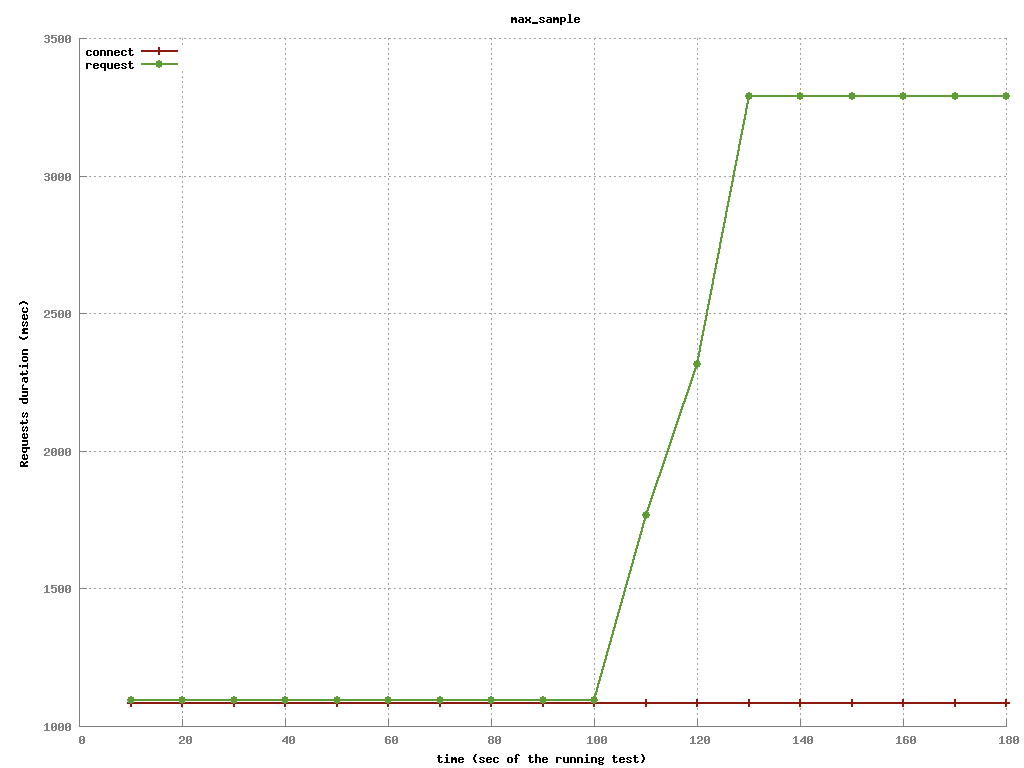 max_sample
3500
connect
request
3000
2500
Requests duration (msec)
2000
1500
1000
0 20 40 60 80 100 120 140 160 180
time (sec of the running test)